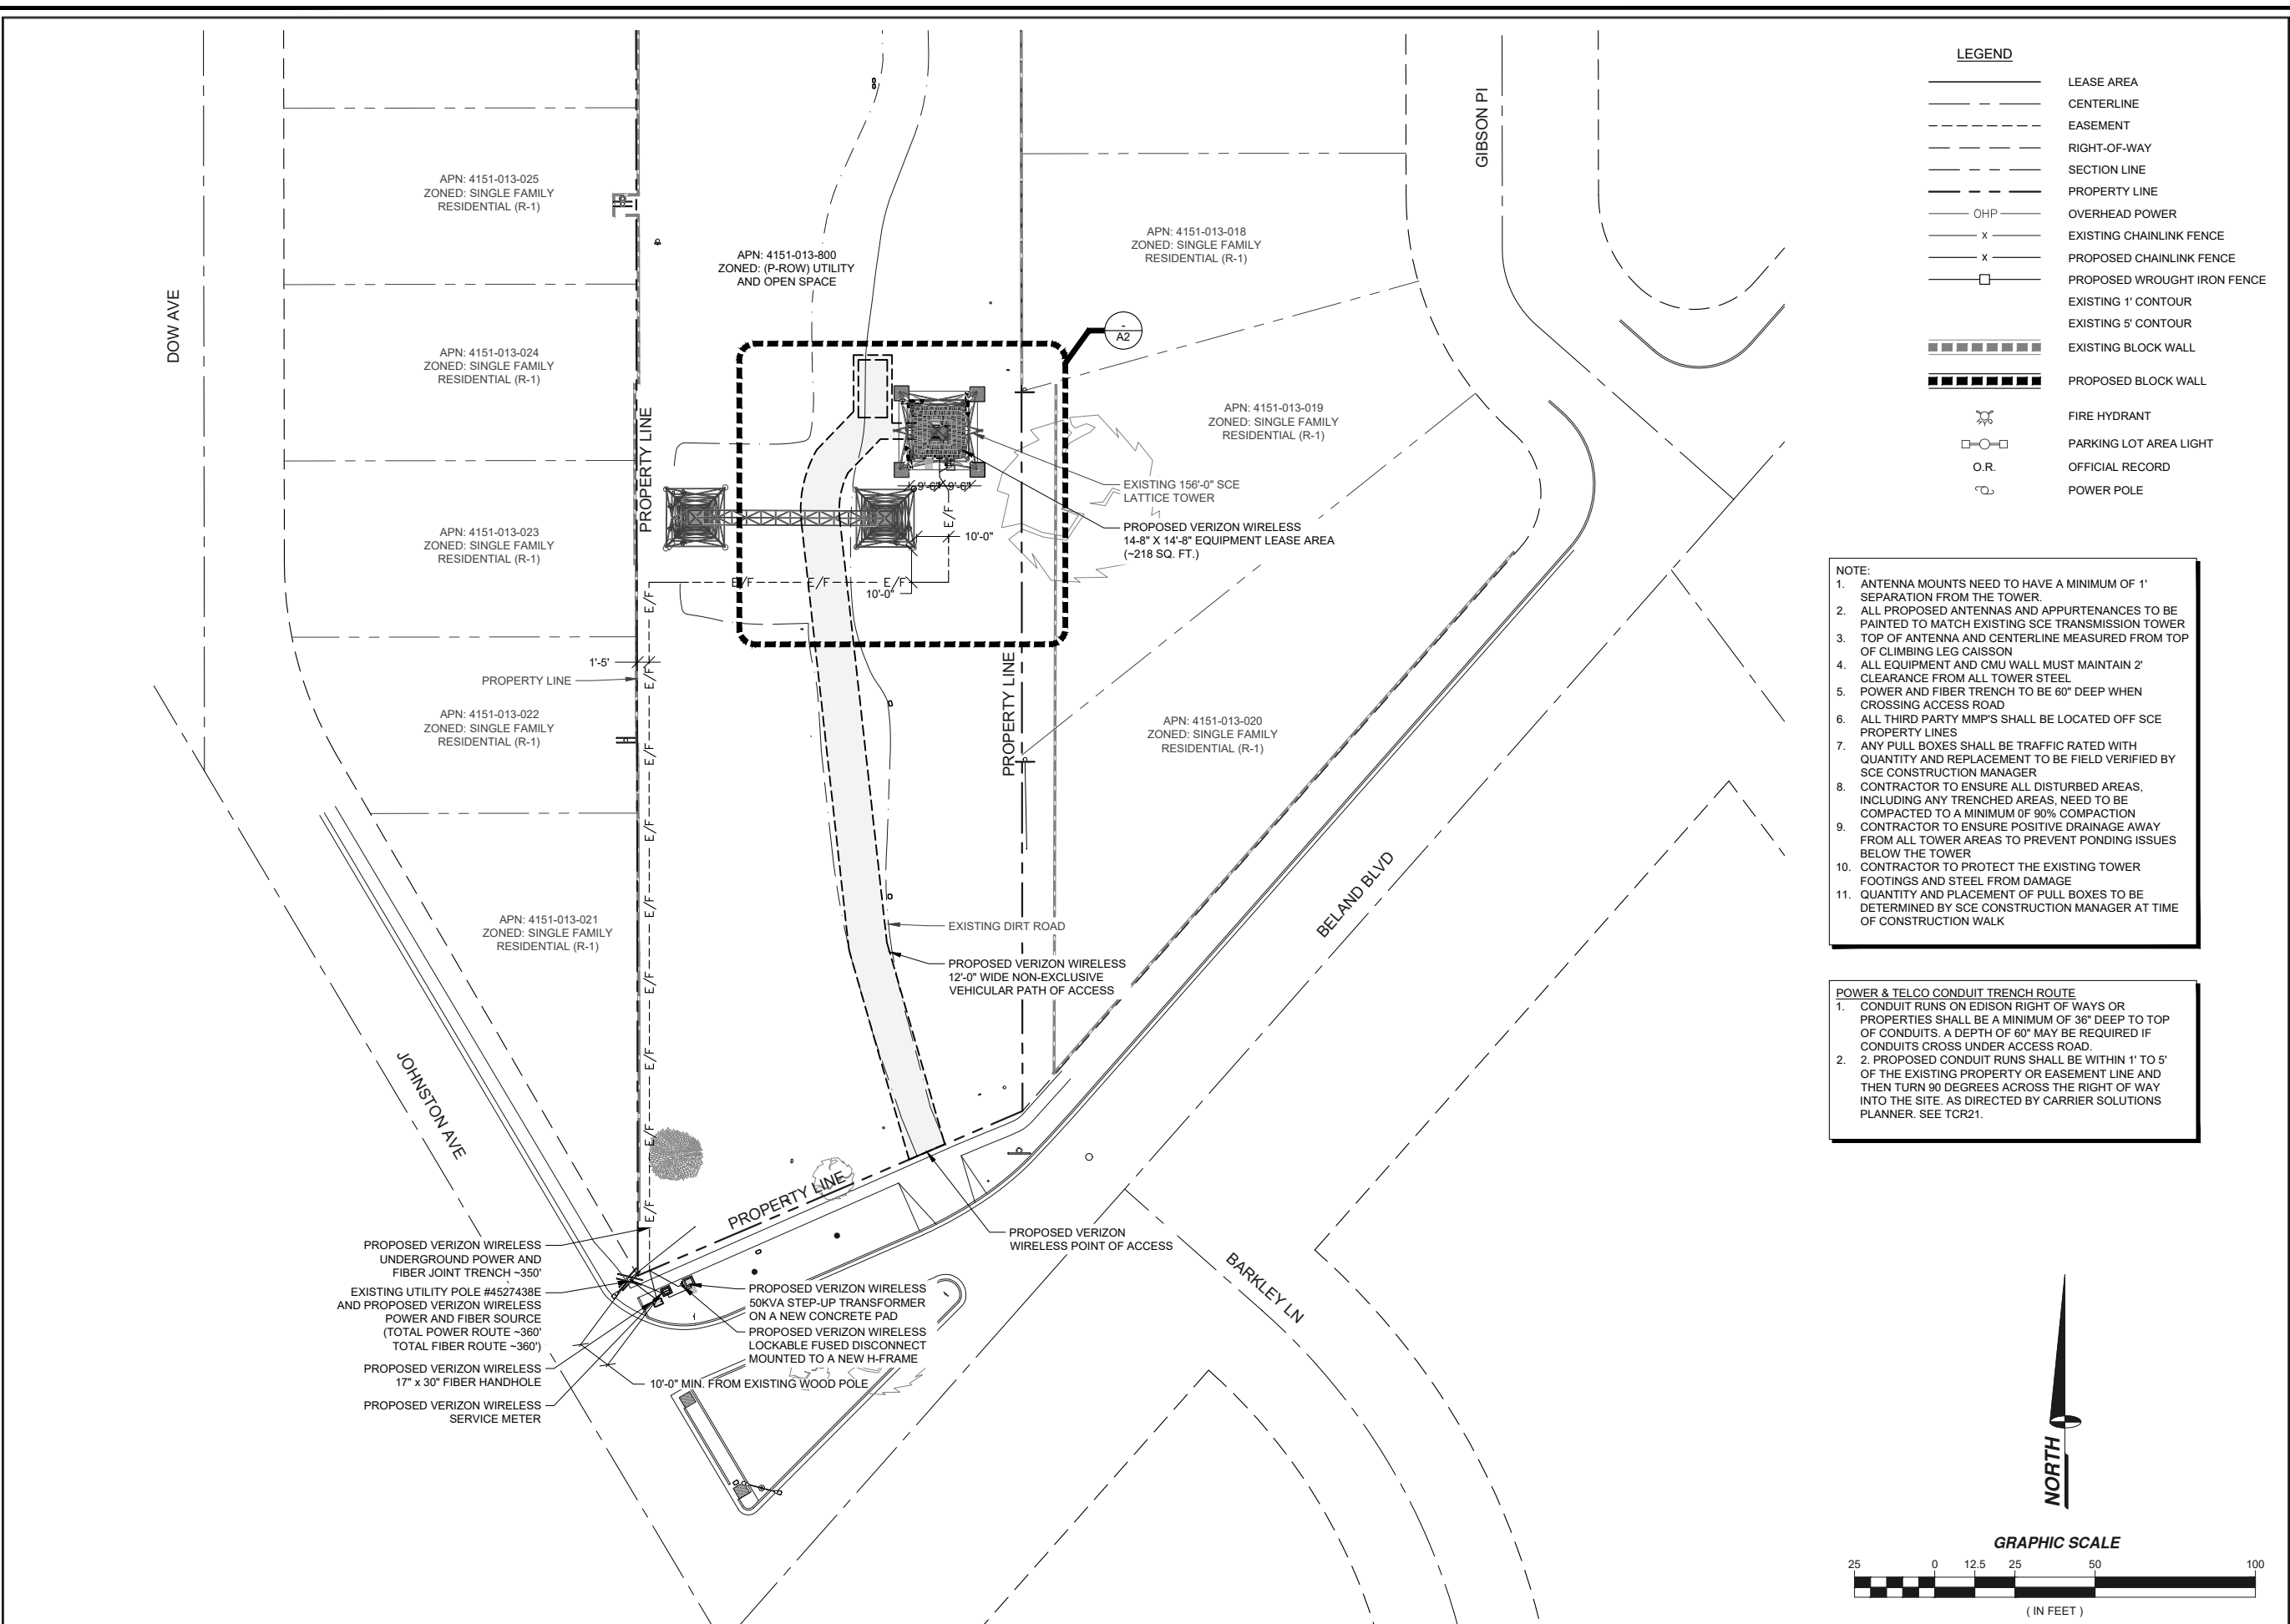 DOW AVE
APN: 4151-013-025
ZONED: SINGLE FAMILY
RESIDENTIAL (R-1)
APN: 4151-013-024
ZONED: SINGLE FAMILY
RESIDENTIAL (R-1)
APN: 4151-013-023
ZONED: SINGLE FAMILY
RESIDENTIAL (R-1)
1'-5'
PROPERTY LINE
APN: 4151-013-022
ZONED: SINGLE FAMILY
RESIDENTIAL (R-1)
APN: 4151-013-021
ZONED: SINGLE FAMILY
RESIDENTIAL (R-1)
JOHNSTON AVE
PROPERTY LINE
APN: 4151-013-800
ZONED: (P-ROW) UTILITY
AND OPEN SPACE
-
A2
9'-6"
9'-6"
E/F
10'-0"
E/F
E/F
E/F
10'-0"
E/F
E/F
E/F
E/F
E/F
E/F
E/F
E/F
E/F
E/F
PROPERTY LINE
GIBSON Pl
APN: 4151-013-018
ZONED: SINGLE FAMILY
RESIDENTIAL (R-1)
APN: 4151-013-019
ZONED: SINGLE FAMILY
RESIDENTIAL (R-1)
EXISTING 156'-0" SCE
LATTICE TOWER
PROPOSED VERIZON WIRELESS
14-8" X 14'-8" EQUIPMENT LEASE AREA
(~218 SQ. FT.)
APN: 4151-013-020
ZONED: SINGLE FAMILY
RESIDENTIAL (R-1)
BELAND BLVD
EXISTING DIRT ROAD
PROPOSED VERIZON WIRELESS
12'-0" WIDE NON-EXCLUSIVE
VEHICULAR PATH OF ACCESS
PROPERTY LINE
PROPOSED VERIZON
WIRELESS POINT OF ACCESS
BARKLEY LN
PROPOSED VERIZON WIRELESS
UNDERGROUND POWER AND
FIBER JOINT TRENCH ~350'
EXISTING UTILITY POLE #4527438E
AND PROPOSED VERIZON WIRELESS
POWER AND FIBER SOURCE
(TOTAL POWER ROUTE ~360'
TOTAL FIBER ROUTE ~360')
PROPOSED VERIZON WIRELESS
17" x 30" FIBER HANDHOLE
PROPOSED VERIZON WIRELESS
SERVICE METER
PROPOSED VERIZON WIRELESS
50KVA STEP-UP TRANSFORMER
ON A NEW CONCRETE PAD
PROPOSED VERIZON WIRELESS
LOCKABLE FUSED DISCONNECT
MOUNTED TO A NEW H-FRAME
10'-0" MIN. FROM EXISTING WOOD POLE
LEGEND
LEASE AREA
CENTERLINE
EASEMENT
RIGHT-OF-WAY
SECTION LINE
PROPERTY LINE
OHP OVERHEAD POWER
x EXISTING CHAINLINK FENCE
x PROPOSED CHAINLINK FENCE
PROPOSED WROUGHT IRON FENCE
EXISTING 1' CONTOUR
EXISTING 5' CONTOUR
EXISTING BLOCK WALL
PROPOSED BLOCK WALL
FIRE HYDRANT
PARKING LOT AREA LIGHT
O.R. OFFICIAL RECORD
POWER POLE
NOTE:
1. ANTENNA MOUNTS NEED TO HAVE A MINIMUM OF 1'
SEPARATION FROM THE TOWER.
2. ALL PROPOSED ANTENNAS AND APPURTENANCES TO BE
PAINTED TO MATCH EXISTING SCE TRANSMISSION TOWER
3. TOP OF ANTENNA AND CENTERLINE MEASURED FROM TOP
OF CLIMBING LEG CAISSON
4. ALL EQUIPMENT AND CMU WALL MUST MAINTAIN 2'
CLEARANCE FROM ALL TOWER STEEL
5. POWER AND FIBER TRENCH TO BE 60" DEEP WHEN
CROSSING ACCESS ROAD
6. ALL THIRD PARTY MMP'S SHALL BE LOCATED OFF SCE
PROPERTY LINES
7. ANY PULL BOXES SHALL BE TRAFFIC RATED WITH
QUANTITY AND REPLACEMENT TO BE FIELD VERIFIED BY
SCE CONSTRUCTION MANAGER
8. CONTRACTOR TO ENSURE ALL DISTURBED AREAS,
INCLUDING ANY TRENCHED AREAS, NEED TO BE
COMPACTED TO A MINIMUM 0F 90% COMPACTION
9. CONTRACTOR TO ENSURE POSITIVE DRAINAGE AWAY
FROM ALL TOWER AREAS TO PREVENT PONDING ISSUES
BELOW THE TOWER
10. CONTRACTOR TO PROTECT THE EXISTING TOWER
FOOTINGS AND STEEL FROM DAMAGE
11. QUANTITY AND PLACEMENT OF PULL BOXES TO BE
DETERMINED BY SCE CONSTRUCTION MANAGER AT TIME
OF CONSTRUCTION WALK
POWER & TELCO CONDUIT TRENCH ROUTE
1. CONDUIT RUNS ON EDISON RIGHT OF WAYS OR
PROPERTIES SHALL BE A MINIMUM OF 36" DEEP TO TOP
OF CONDUITS. A DEPTH OF 60" MAY BE REQUIRED IF
CONDUITS CROSS UNDER ACCESS ROAD.
2. 2. PROPOSED CONDUIT RUNS SHALL BE WITHIN 1' TO 5'
OF THE EXISTING PROPERTY OR EASEMENT LINE AND
THEN TURN 90 DEGREES ACROSS THE RIGHT OF WAY
INTO THE SITE. AS DIRECTED BY CARRIER SOLUTIONS
PLANNER. SEE TCR21.
NORTH
GRAPHIC SCALE
25 0 12.5 25 50 100
( IN FEET )